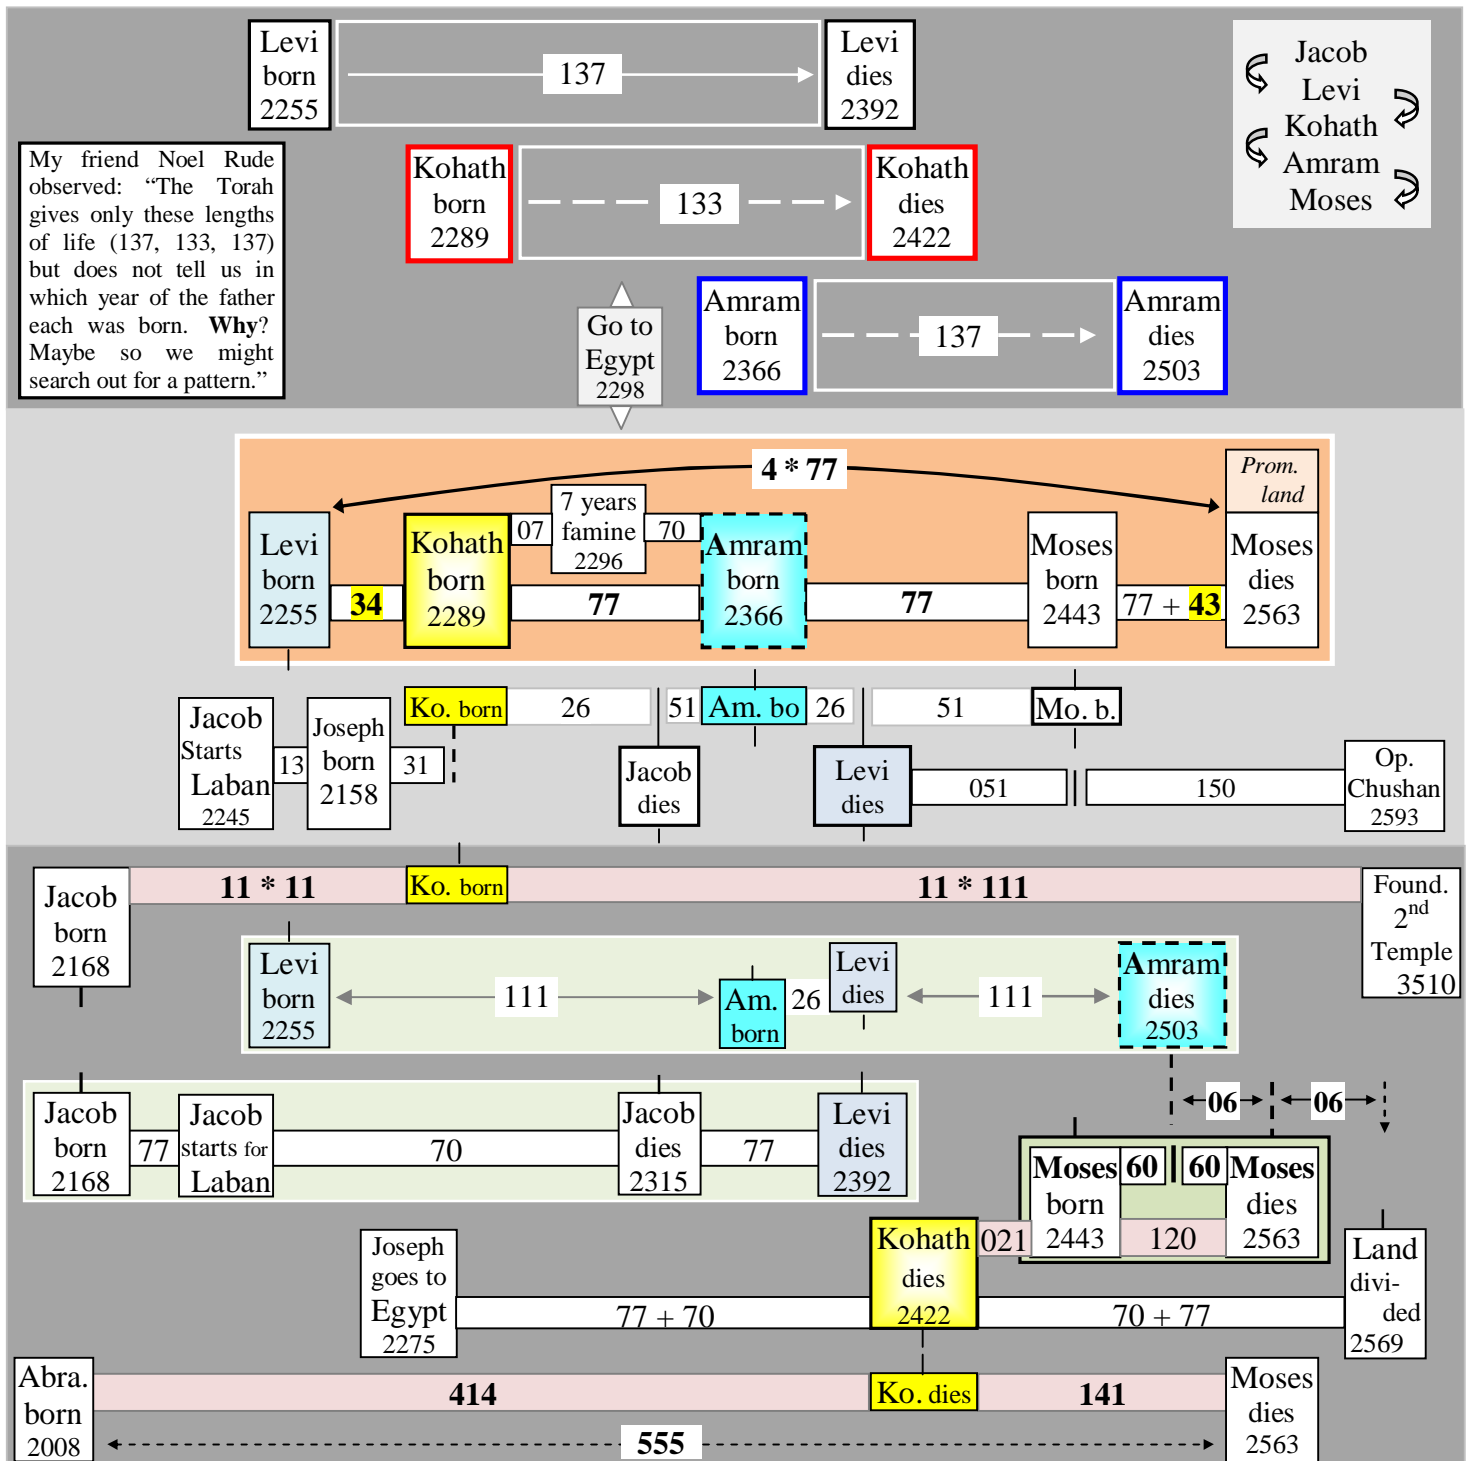 Levi
born
2255
137
Levi
dies
2392
Jacob
Levi
Kohath
Amram
Moses
My friend Noel Rude
observed: “The Torah
gives only these lengths
of life (137, 133, 137)
but does not tell us in
which year of the father
each was born. Why?
Maybe so we might
search out for a pattern.”
Kohath
born
2289
133
Kohath
dies
2422
Go to
Egypt
2298
Amram
born
2366
137
Amram
dies
2503
4 * 77
Prom.
land
Levi
born
2255
34
Kohath
born
2289
07
7 years
famine
2296
70
77
Amram
born
2366
77
Moses
born
2443
77 + 43
Moses
dies
2563
Jacob
Starts
Laban
2245
13
Joseph
born
2158
31
Ko. born
26
51
Am. bo
26
51
Mo. b.
Jacob
dies
Levi
dies
051
150
Op.
Chushan
2593
Jacob
born
2168
11 * 11
Ko. born
11 * 111
Found.
2nd
Temple
3510
Levi
born
2255
111
Am.
born
26
Levi
dies
111
Amram
dies
2503
Jacob
born
2168
77
Jacob
starts for
Laban
70
Jacob
dies
2315
77
Levi
dies
2392
06
06
Moses
born
2443
60
60
Moses
dies
2563
021
120
Joseph
goes to
Egypt
2275
77 + 70
Kohath
dies
2422
70 + 77
Land
divi-
ded
2569
Abra.
born
2008
414
Ko. dies
141
Moses
dies
2563
555